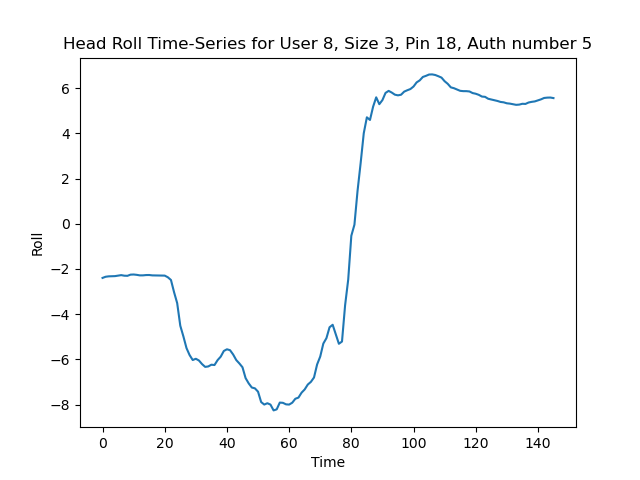 Head Roll Time-Series for User 8, Size 3, Pin 18, Auth number 5
6
4
2
0
−2
−4
−6
−8
Roll
0 20 40 60 80 100 120 140
Time